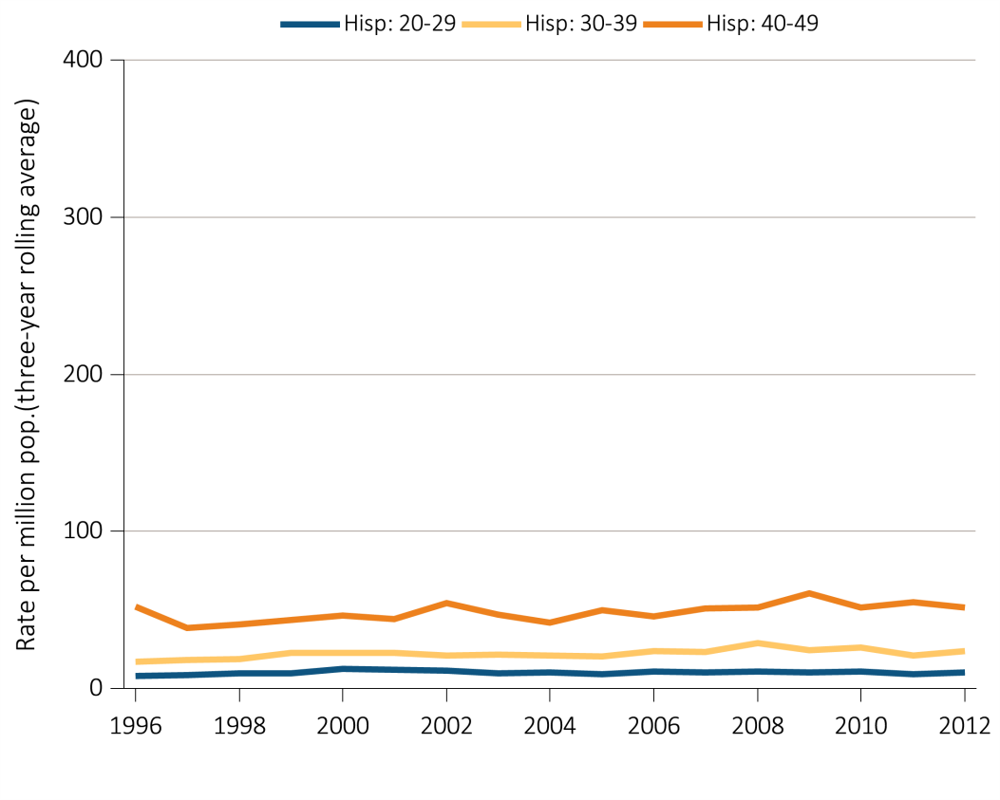 Hisp: 20-29 Hisp: 30-39 Hisp: 40-49
Rate per million pop.(three-year rolling average)
400
300
200
100
0
1996 1998 2000 2002 2004 2006 2008 2010 2012